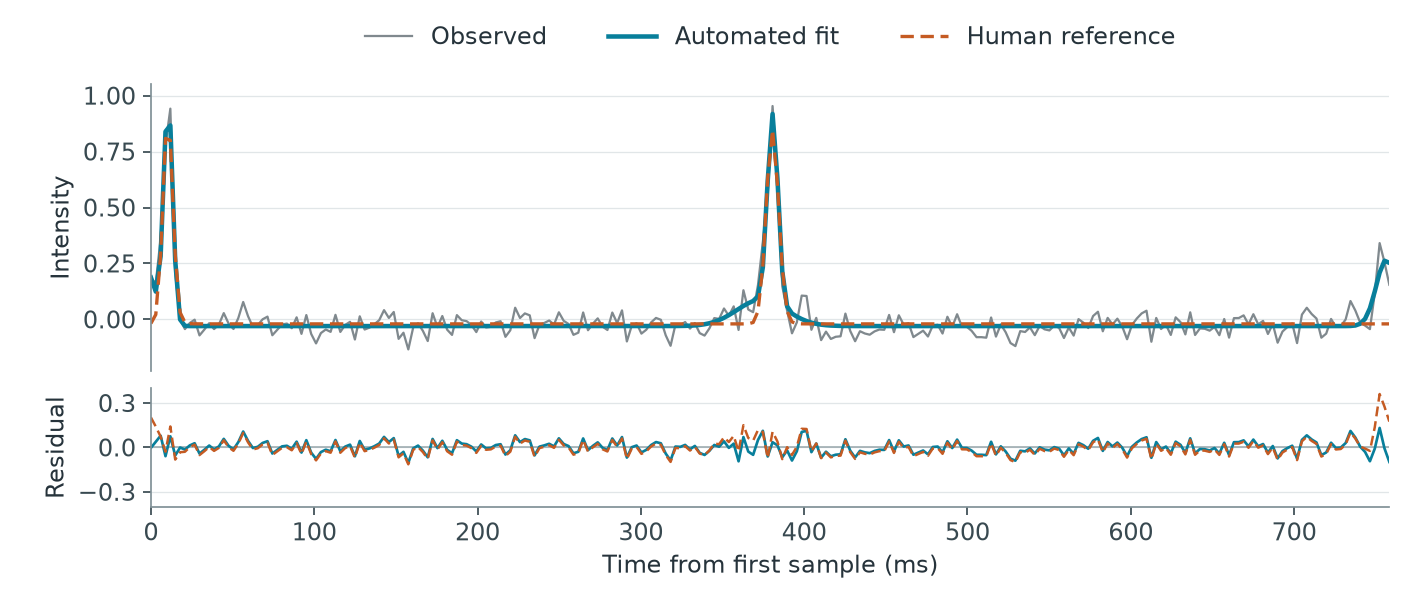 Observed Automated fit Human reference
1.00
0.75
0.50
0.25
0.00
Intensity
0.3
0.0
−0.3
Residual
0 100 200 300 400 500 600 700
Time from first sample (ms)